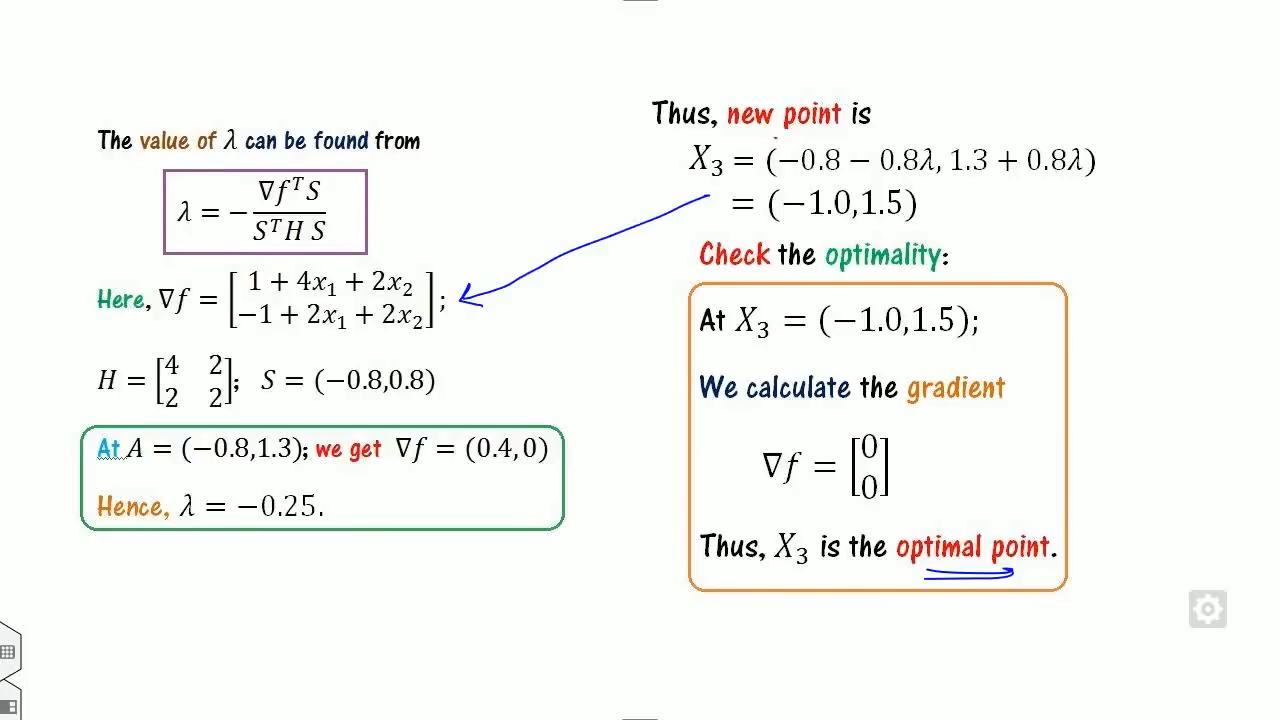 The value of λ can be found from
λ = − ∇fᵀS / SᵀH S
Here, ∇f = [1 + 4x₁ + 2x₂
−1 + 2x₁ + 2x₂];
H = [4 2
2 2]; S = (−0.8,0.8)
At A = (−0.8,1.3); we get ∇f = (0.4,0)
Hence, λ = −0.25.
Thus, new point is
X₃ = (−0.8 − 0.8λ, 1.3 + 0.8λ)
= (−1.0,1.5)
Check the optimality:
At X₃ = (−1.0,1.5);
We calculate the gradient
∇f = [0
0]
Thus, X₃ is the optimal point.